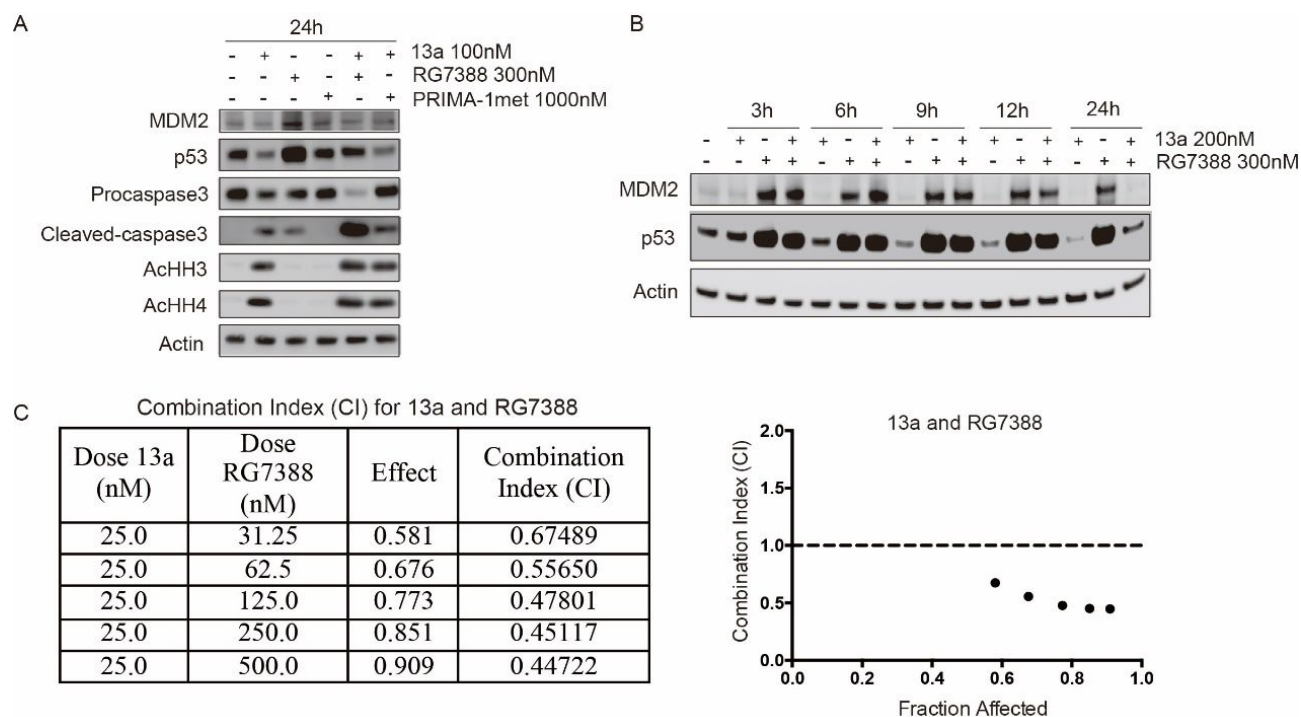 A
24h
- + - - + + 13a 100nM
- - + - + - RG7388 300nM
- - - + - + PRIMA-1met 1000nM
MDM2
p53
Procaspase3
Cleaved-caspase3
AcHH3
AcHH4
Actin
B
3h 6h 9h 12h 24h
- + - + + - + + - + + - + + - + 13a 200nM
- - + + - + + - + + - + + - + + RG7388 300nM
MDM2
p53
Actin
C
Combination Index (CI) for 13a and RG7388
Dose 13a (nM) Dose RG7388 (nM) Effect Combination Index (CI)
25.0 31.25 0.581 0.67489
25.0 62.5 0.676 0.55650
25.0 125.0 0.773 0.47801
25.0 250.0 0.851 0.45117
25.0 500.0 0.909 0.44722
13a and RG7388
Combination Index (CI)
2.0
1.5
1.0
0.5
0.0
0.0 0.2 0.4 0.6 0.8 1.0
Fraction Affected